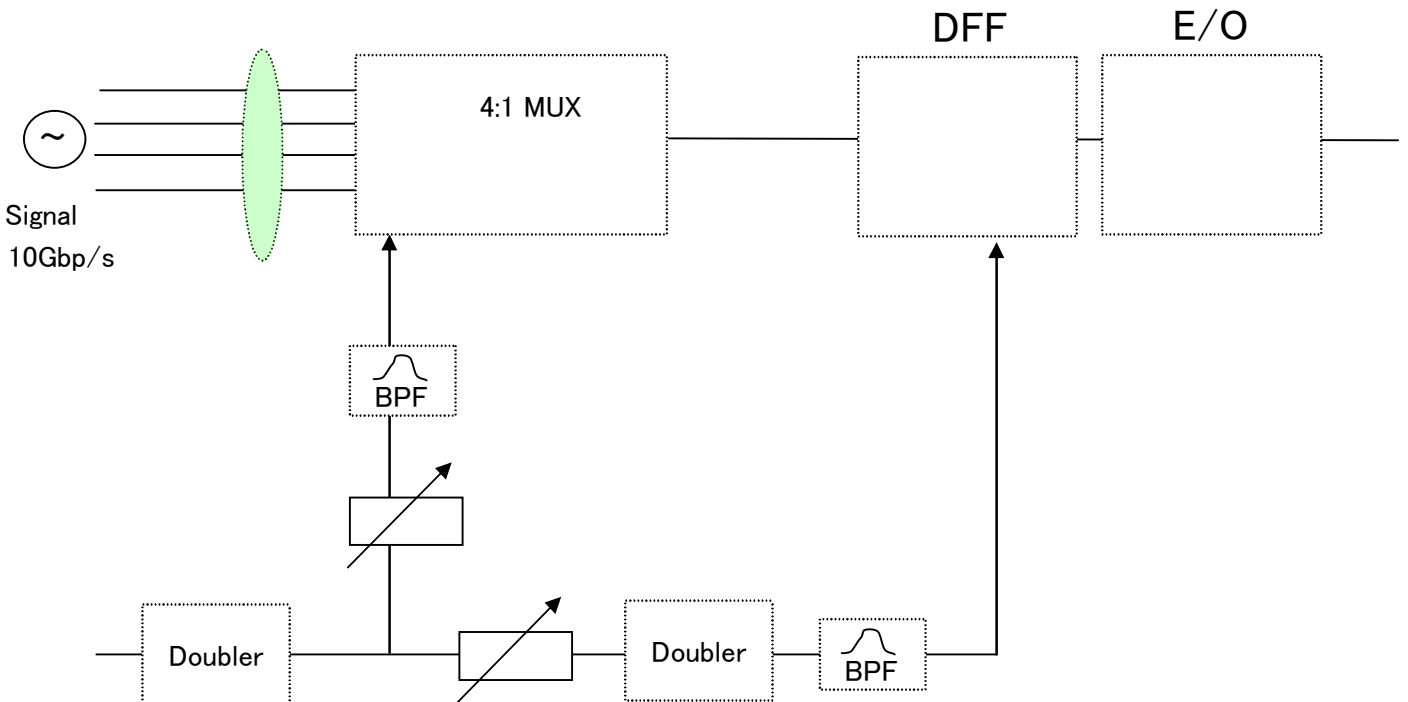 DFF
E/O
4:1 MUX
~
Signal
10Gbp/s
BPF
Doubler
Doubler
BPF